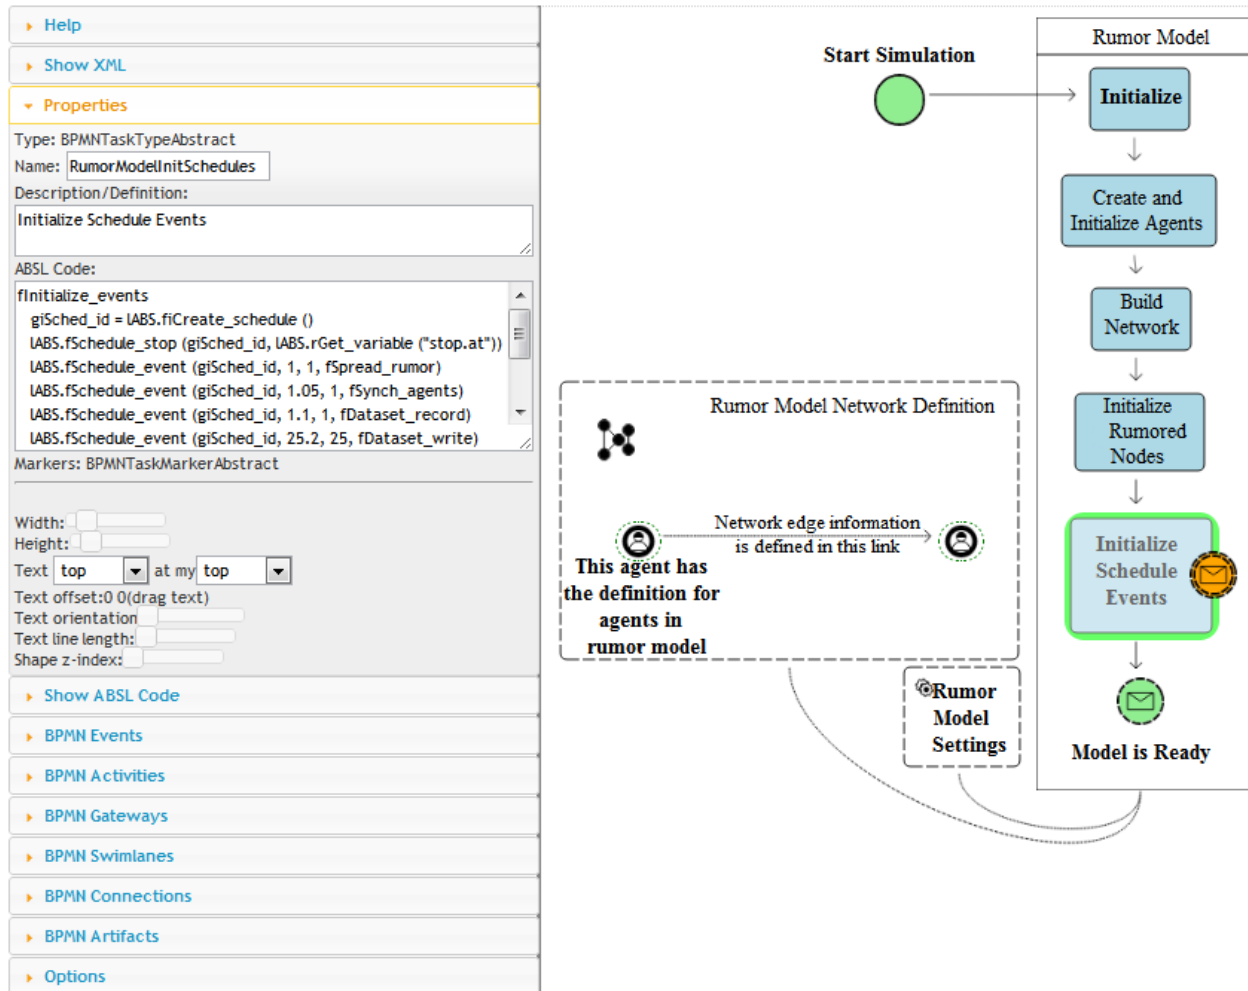 Help
Show XML
Properties
Type: BPMNTaskTypeAbstract
Name: RumorModelInitSchedules
Description/Definition:
Initialize Schedule Events
ABSL Code:
fInitialize_events
giSched_id = lABS.fiCreate_schedule ()
lABS.fSchedule_stop (giSched_id, lABS.rGet_variable ("stop.at"))
lABS.fSchedule_event (giSched_id, 1, 1, fSpread_rumor)
lABS.fSchedule_event (giSched_id, 1.05, 1, fSynch_agents)
lABS.fSchedule_event (giSched_id, 1.1, 1, fDataset_record)
lABS.fSchedule_event (giSched_id, 25.2, 25, fDataset_write)
Markers: BPMNTaskMarkerAbstract
Width:
Height:
Text top at my top
Text offset:0 0(drag text)
Text orientation
Text line length:
Shape z-index:
Show ABSL Code
BPMN Events
BPMN Activities
BPMN Gateways
BPMN Swimlanes
BPMN Connections
BPMN Artifacts
Options
Start Simulation
Rumor Model
Initialize
Create and
Initialize Agents
Build
Network
Initialize
Rumored
Nodes
Initialize
Schedule
Events
Model is Ready
Rumor Model Network Definition
Network edge information
is defined in this link
This agent has
the definition for
agents in
rumor model
Rumor
Model
Settings